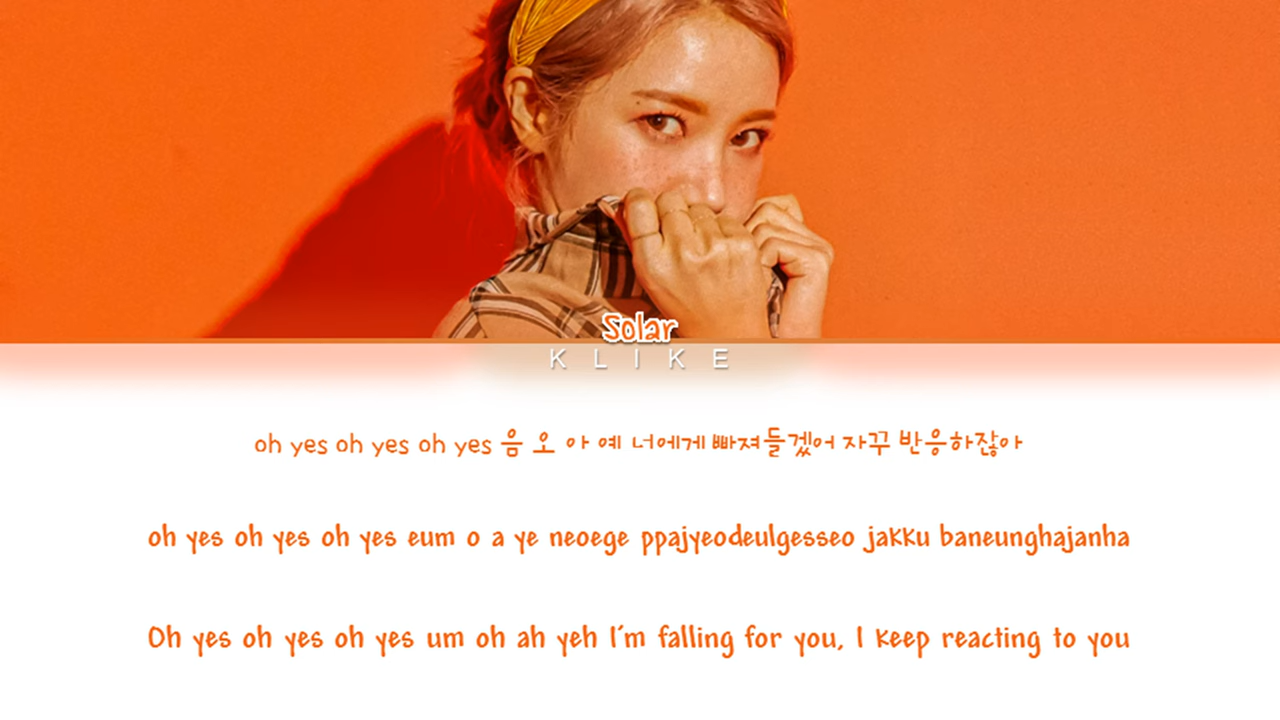 Solar
K L I K E
oh yes oh yes oh yes 음 오 아 예 너에게 빠져들겠어 자꾸 반응하잖아
oh yes oh yes oh yes eum o a ye neoege ppajyeodeulgesseo jakku baneunghajanha
Oh yes oh yes oh yes um oh ah yeh I'm falling for you, I keep reacting to you